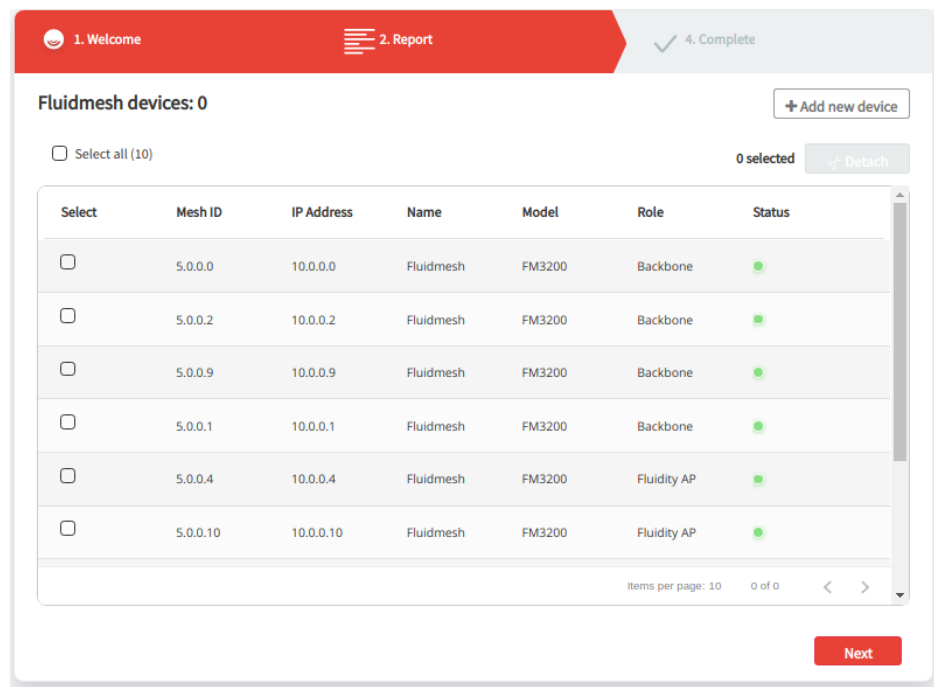 1. Welcome
2. Report
4. Complete
Fluidmesh devices: 0
+ Add new device
Select all (10)
0 selected
Detach
Select Mesh ID IP Address Name Model Role Status
5.0.0.0 10.0.0.0 Fluidmesh FM3200 Backbone
5.0.0.2 10.0.0.2 Fluidmesh FM3200 Backbone
5.0.0.9 10.0.0.9 Fluidmesh FM3200 Backbone
5.0.0.1 10.0.0.1 Fluidmesh FM3200 Backbone
5.0.0.4 10.0.0.4 Fluidmesh FM3200 Fluidity AP
5.0.0.10 10.0.0.10 Fluidmesh FM3200 Fluidity AP
Items per page: 10 0 of 0
Next